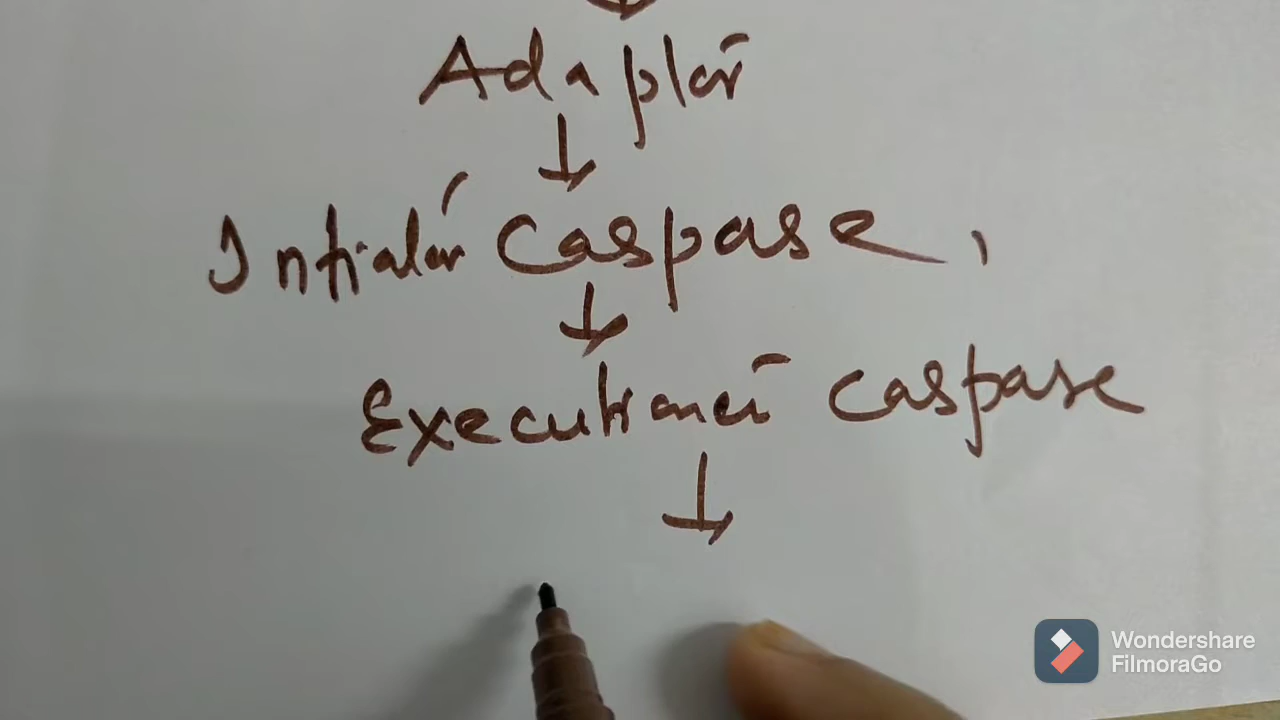 Adaptor
↓
Initiator Caspase,
↓
Executioner Caspase
↓
Wondershare
FilmoraGo